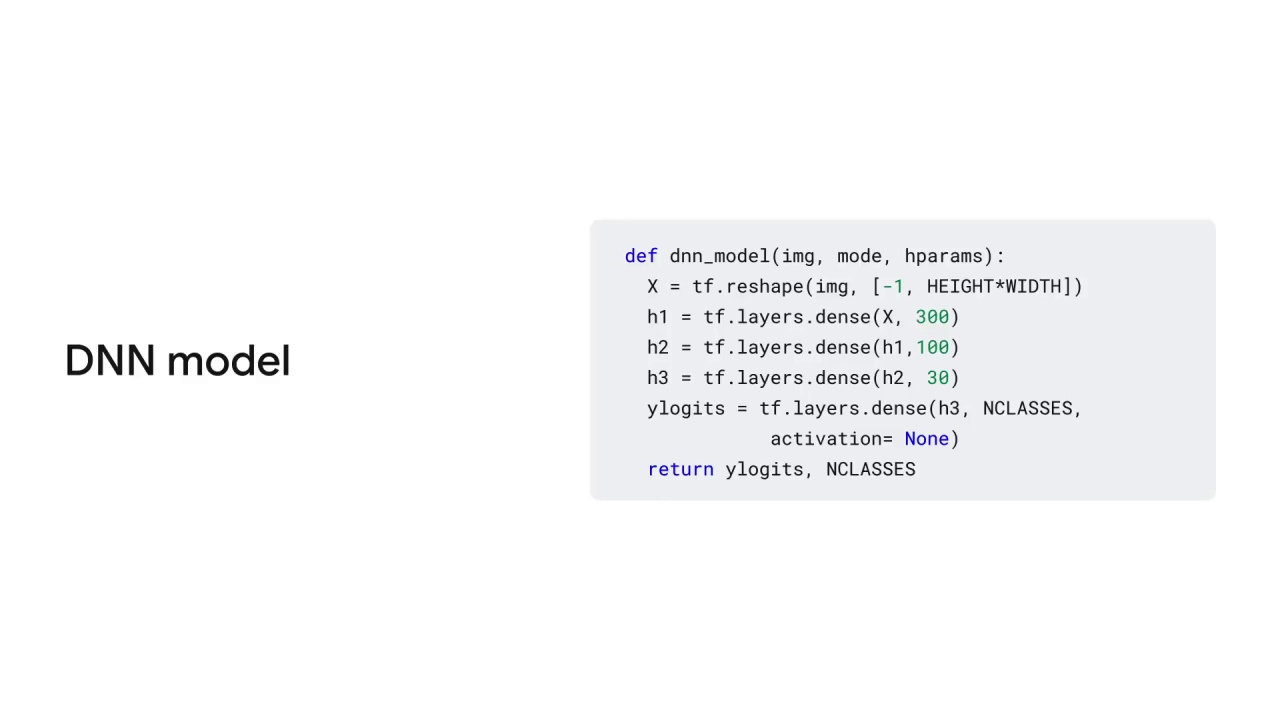 DNN model
def dnn_model(img, mode, hparams):
  X = tf.reshape(img, [-1, HEIGHT*WIDTH])
  h1 = tf.layers.dense(X, 300)
  h2 = tf.layers.dense(h1,100)
  h3 = tf.layers.dense(h2, 30)
  ylogits = tf.layers.dense(h3, NCLASSES,
             activation= None)
  return ylogits, NCLASSES